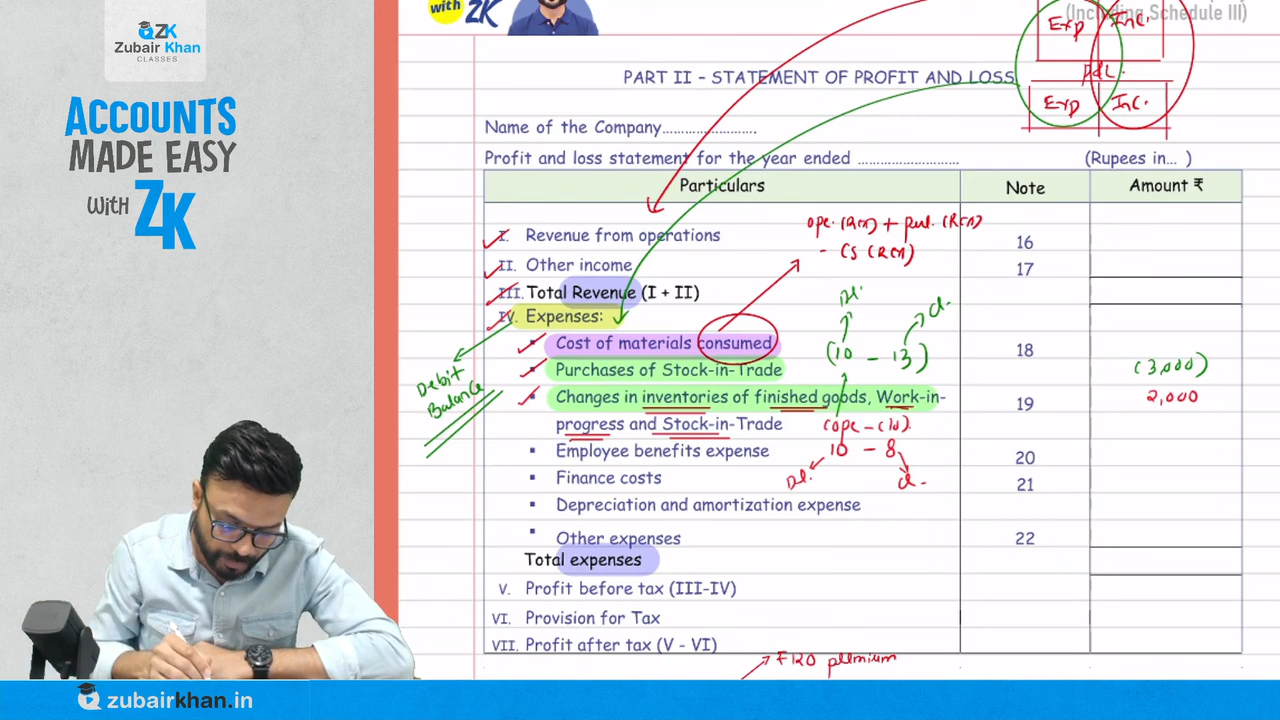 ZK
Zubair Khan
CLASSES
ACCOUNTS
MADE EASY
with ZK
with ZK
(Including Schedule III)
Exp Inc.
P&L.
Exp Inc.
PART II – STATEMENT OF PROFIT AND LOSS
Name of the Company……………………
Profit and loss statement for the year ended ……………………… (Rupees in… )
Particulars Note Amount ₹
I. Revenue from operations 16
II. Other income 17
III. Total Revenue (I + II)
IV. Expenses:
▪ Cost of materials consumed 18
▪ Purchases of Stock-in-Trade (3,000)
▪ Changes in inventories of finished goods, Work-in- 19 2,000
progress and Stock-in-Trade
▪ Employee benefits expense 20
▪ Finance costs 21
▪ Depreciation and amortization expense
▪ Other expenses 22
Total expenses
V. Profit before tax (III-IV)
VI. Provision for Tax
VII. Profit after tax (V - VI)
ope. (RM) + pur. (RM)
- CS (RM)
Dr. Cr.
(10 - 13)
10 - 8
Dr. Cr.
Debit
Balance
premium
zubairkhan.in